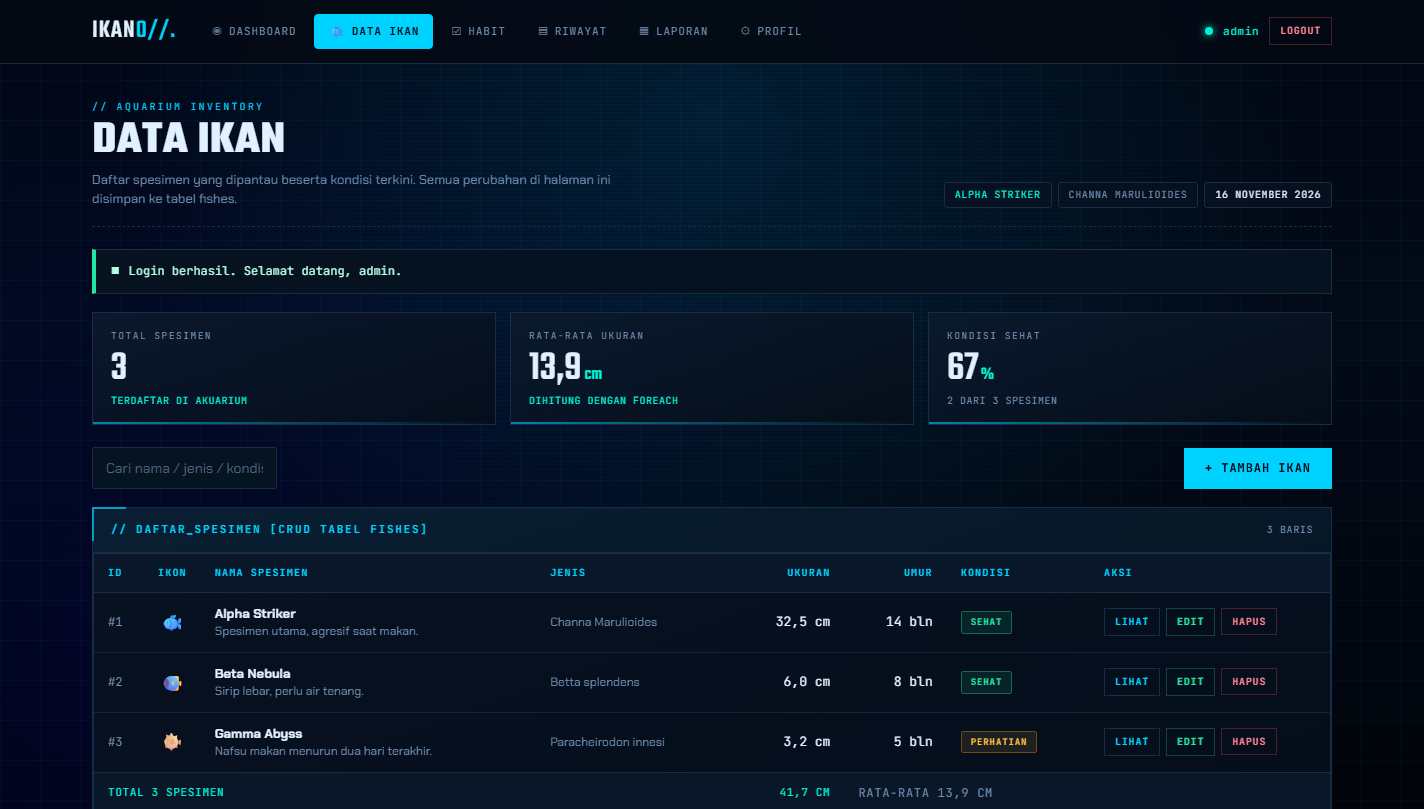 IKANO//.
DASHBOARD
DATA IKAN
HABIT
RIWAYAT
LAPORAN
PROFIL
admin
LOGOUT
// AQUARIUM INVENTORY
DATA IKAN
Daftar spesimen yang dipantau beserta kondisi terkini. Semua perubahan di halaman ini
disimpan ke tabel fishes.
ALPHA STRIKER
CHANNA MARULIOIDES
16 NOVEMBER 2026
Login berhasil. Selamat datang, admin.
TOTAL SPESIMEN
3
TERDAFTAR DI AKUARIUM
RATA-RATA UKURAN
13,9 cm
DIHITUNG DENGAN FOREACH
KONDISI SEHAT
67 %
2 DARI 3 SPESIMEN
Cari nama / jenis / kondis
+ TAMBAH IKAN
// DAFTAR_SPESIMEN [CRUD TABEL FISHES]
3 BARIS
ID IKON NAMA SPESIMEN JENIS UKURAN UMUR KONDISI AKSI
#1 Alpha Striker Channa Marulioides 32,5 cm 14 bln SEHAT LIHAT EDIT HAPUS
Spesimen utama, agresif saat makan.
#2 Beta Nebula Betta splendens 6,0 cm 8 bln SEHAT LIHAT EDIT HAPUS
Sirip lebar, perlu air tenang.
#3 Gamma Abyss Paracheirodon innesi 3,2 cm 5 bln PERHATIAN LIHAT EDIT HAPUS
Nafsu makan menurun dua hari terakhir.
TOTAL 3 SPESIMEN 41,7 CM RATA-RATA 13,9 CM